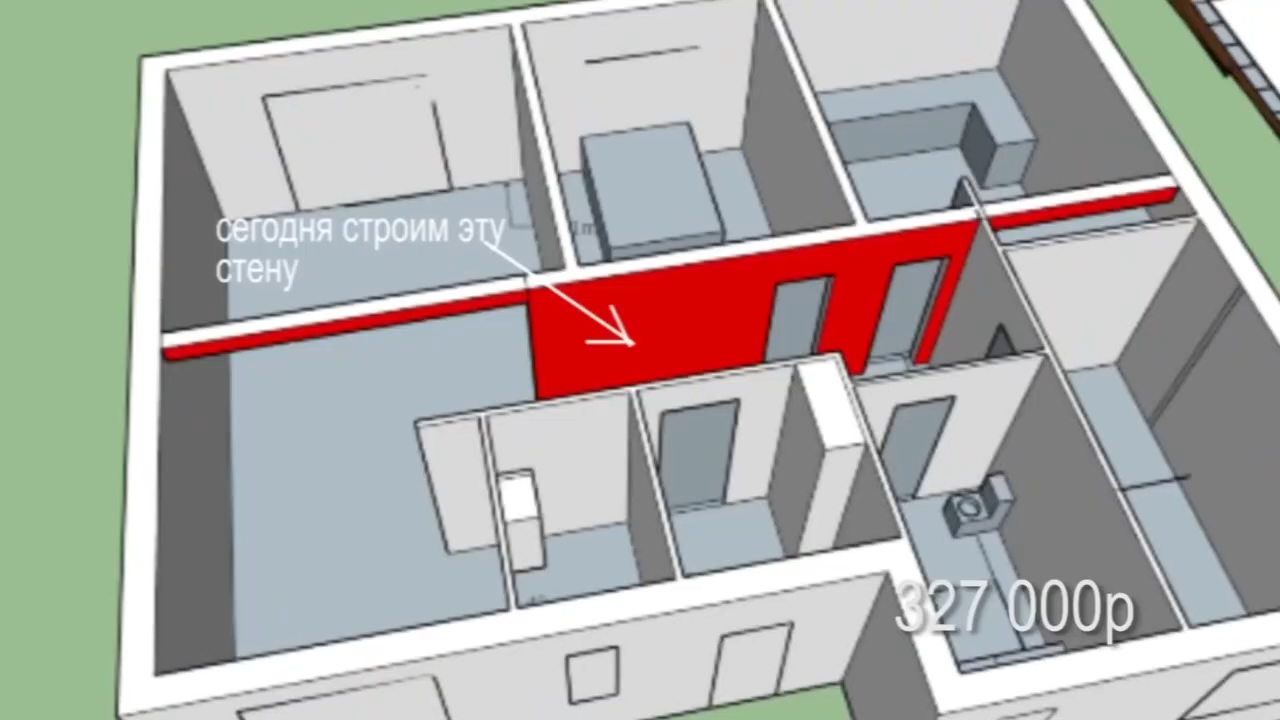 сегодня строим эту
стену
327 000р